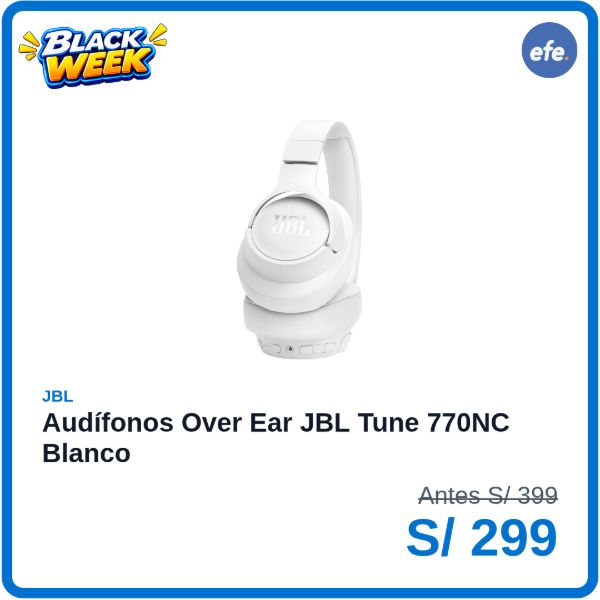 BLACK
WEEK
efe.
JBL
JBL
Audífonos Over Ear JBL Tune 770NC
Blanco
Antes S/ 399
S/ 299